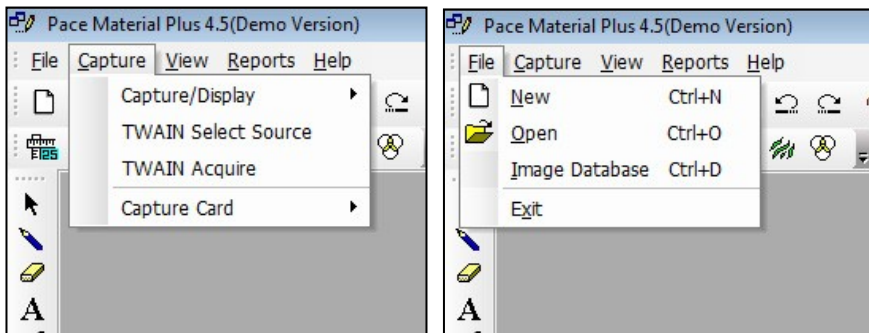 Pace Material Plus 4.5(Demo Version)
File Capture View Reports Help
Capture/Display
TWAIN Select Source
TWAIN Acquire
Capture Card
A
Pace Material Plus 4.5(Demo Version)
File Capture View Reports Help
New Ctrl+N
Open Ctrl+O
Image Database Ctrl+D
Exit
A